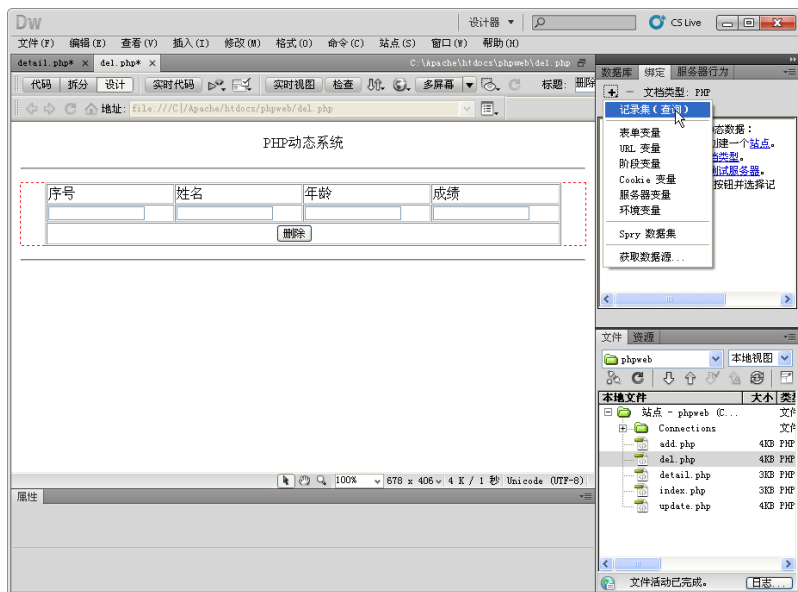 Dw
设计器
CS Live
文件(F) 编辑(E) 查看(V) 插入(I) 修改(M) 格式(O) 命令(C) 站点(S) 窗口(W) 帮助(H)
detail.php* × del.php* × C:\Apache\htdocs\phpweb\del.php
代码 拆分 设计 实时代码 实时视图 检查 多屏幕 标题: 删除
地址: file:///C|/Apache/htdocs/phpweb/del.php
PHP动态系统
序号 姓名 年龄 成绩
删除
100% 678 x 406 4 K / 1 秒 Unicode (UTF-8)
属性
数据库 绑定 服务器行为
文档类型: PHP
记录集(查询)
表单变量
URL 变量
阶段变量
Cookie 变量
服务器变量
环境变量
Spry 数据集
获取数据源...
态数据:
建一个站点。
类型。
测试服务器。
按钮并选择记
文件 资源
phpweb 本地视图
本地文件 大小 类
站点 - phpweb (C... 文件
Connections 文件
add.php 4KB PHP
del.php 4KB PHP
detail.php 3KB PHP
index.php 3KB PHP
update.php 4KB PHP
文件活动已完成。 日志...